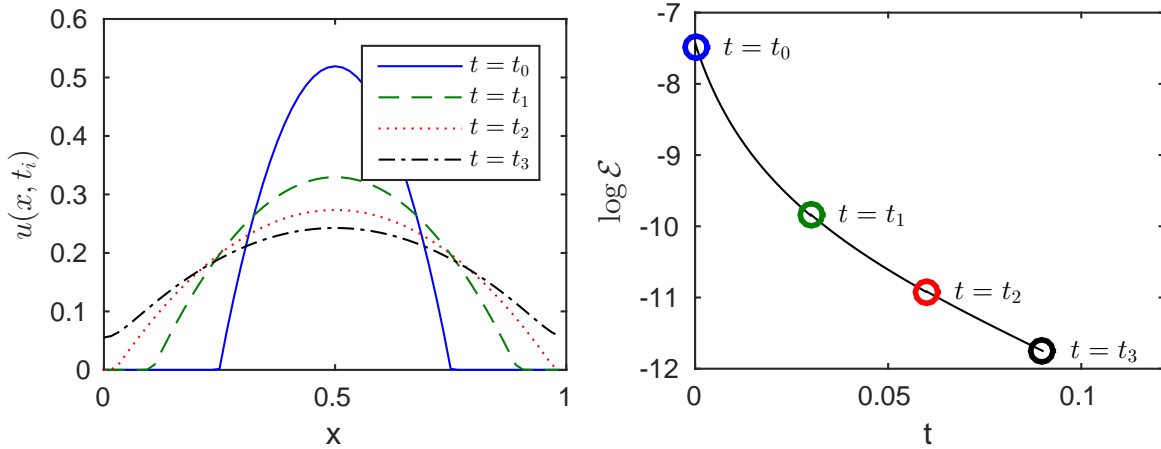 0.6
0.5
0.4
0.3
0.2
0.1
0
u(x, t_i)
0
0.5
1
x
t = t_0
t = t_1
t = t_2
t = t_3
-7
-8
-9
-10
-11
-12
log ℰ
0
0.05
0.1
t
t = t_0
t = t_1
t = t_2
t = t_3